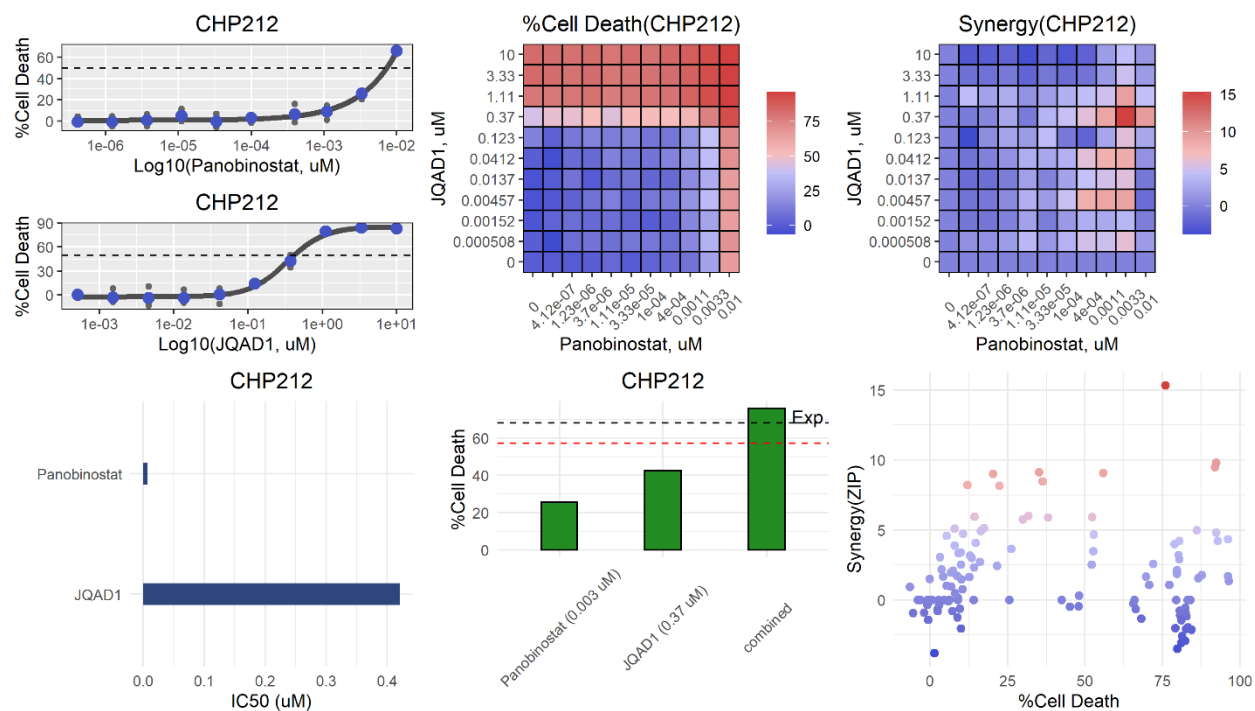 CHP212
%Cell Death
60
40
20
0
1e-06
1e-05
1e-04
1e-03
1e-02
Log10(Panobinostat, uM)
CHP212
%Cell Death
90
60
30
0
1e-03
1e-02
1e-01
1e+00
1e+01
Log10(JQAD1, uM)
%Cell Death(CHP212)
JQAD1, uM
10
3.33
1.11
0.37
0.123
0.0412
0.0137
0.00457
0.00152
0.000508
0
0
4.12e-07
1.23e-06
3.7e-06
1.11e-05
3.33e-05
1e-04
4e-04
0.0011
0.0033
0.01
Panobinostat, uM
75
50
25
0
Synergy(CHP212)
JQAD1, uM
10
3.33
1.11
0.37
0.123
0.0412
0.0137
0.00457
0.00152
0.000508
0
0
4.12e-07
1.23e-06
3.7e-06
1.11e-05
3.33e-05
1e-04
4e-04
0.0011
0.0033
0.01
Panobinostat, uM
15
10
5
0
CHP212
Panobinostat
JQAD1
0.0
0.1
0.2
0.3
0.4
IC50 (uM)
CHP212
%Cell Death
60
40
20
0
Exp
Panobinostat (0.003 uM)
JQAD1 (0.37 uM)
combined
Synergy(ZIP)
15
10
5
0
0
25
50
75
100
%Cell Death